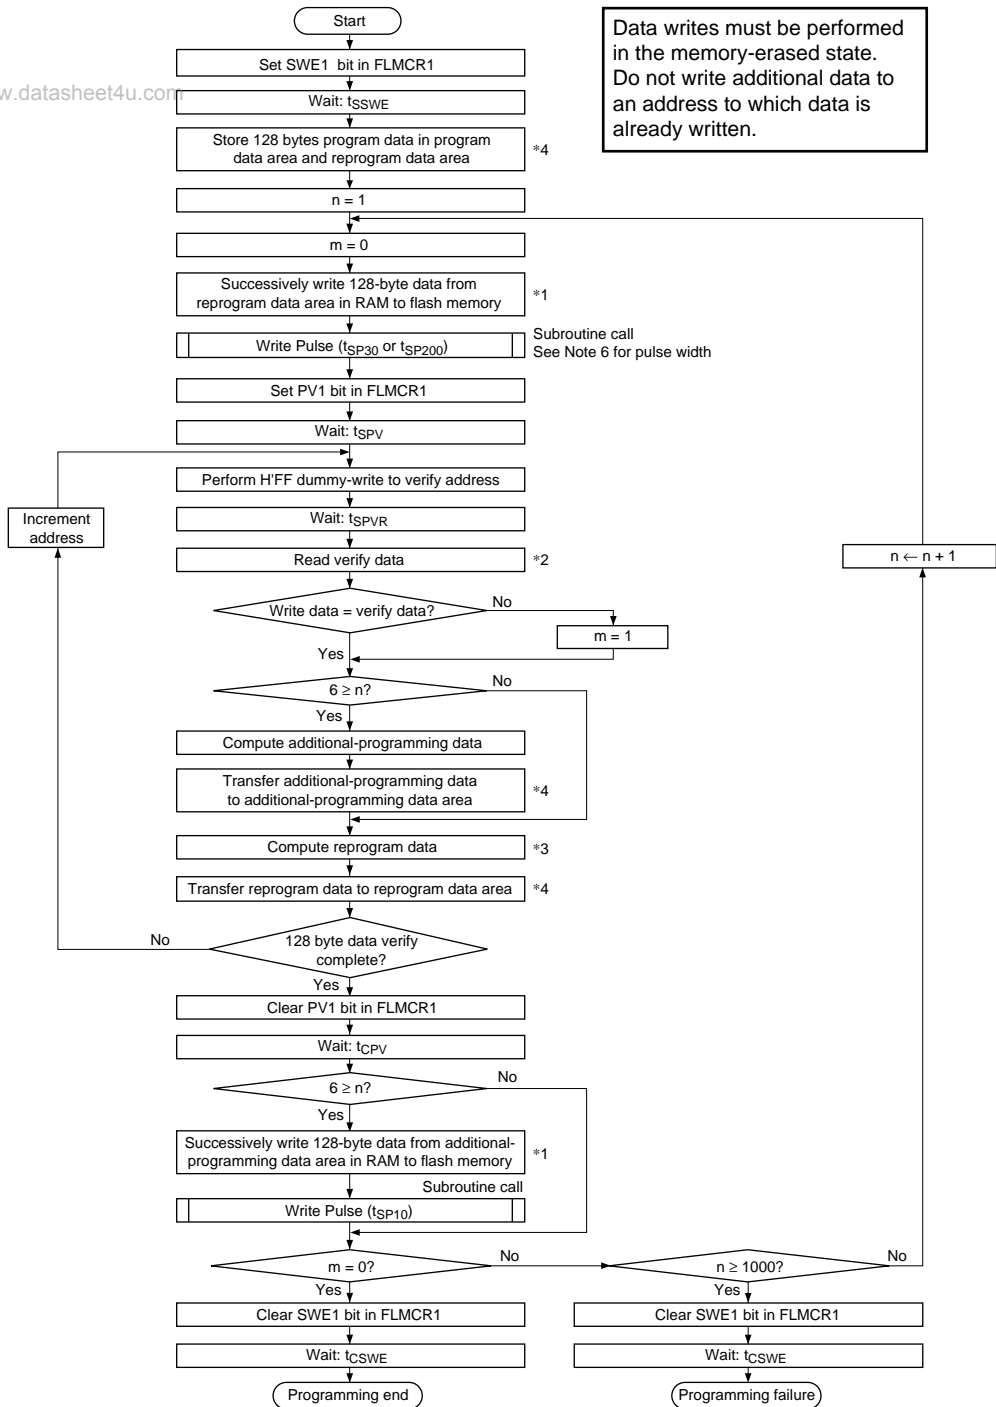 Start
Data writes must be performed
in the memory-erased state.
Do not write additional data to
an address to which data is
already written.
Set SWE1 bit in FLMCR1
w.datasheet4u.com
Wait: tSSWE
Store 128 bytes program data in program
data area and reprogram data area
*4
n = 1
m = 0
Successively write 128-byte data from
reprogram data area in RAM to flash memory
*1
Write Pulse (tSP30 or tSP200)
Subroutine call
See Note 6 for pulse width
Set PV1 bit in FLMCR1
Wait: tSPV
Perform H'FF dummy-write to verify address
Increment
address
Wait: tSPVR
Read verify data
*2
n ← n + 1
Write data = verify data?
No
m = 1
Yes
6 ≥ n?
No
Yes
Compute additional-programming data
Transfer additional-programming data
to additional-programming data area
*4
Compute reprogram data
*3
Transfer reprogram data to reprogram data area
*4
No
128 byte data verify
complete?
Yes
Clear PV1 bit in FLMCR1
Wait: tCPV
6 ≥ n?
No
Yes
Successively write 128-byte data from additional-
programming data area in RAM to flash memory
*1
Subroutine call
Write Pulse (tSP10)
m = 0?
No
n ≥ 1000?
No
Yes
Yes
Clear SWE1 bit in FLMCR1
Clear SWE1 bit in FLMCR1
Wait: tCSWE
Wait: tCSWE
Programming end
Programming failure